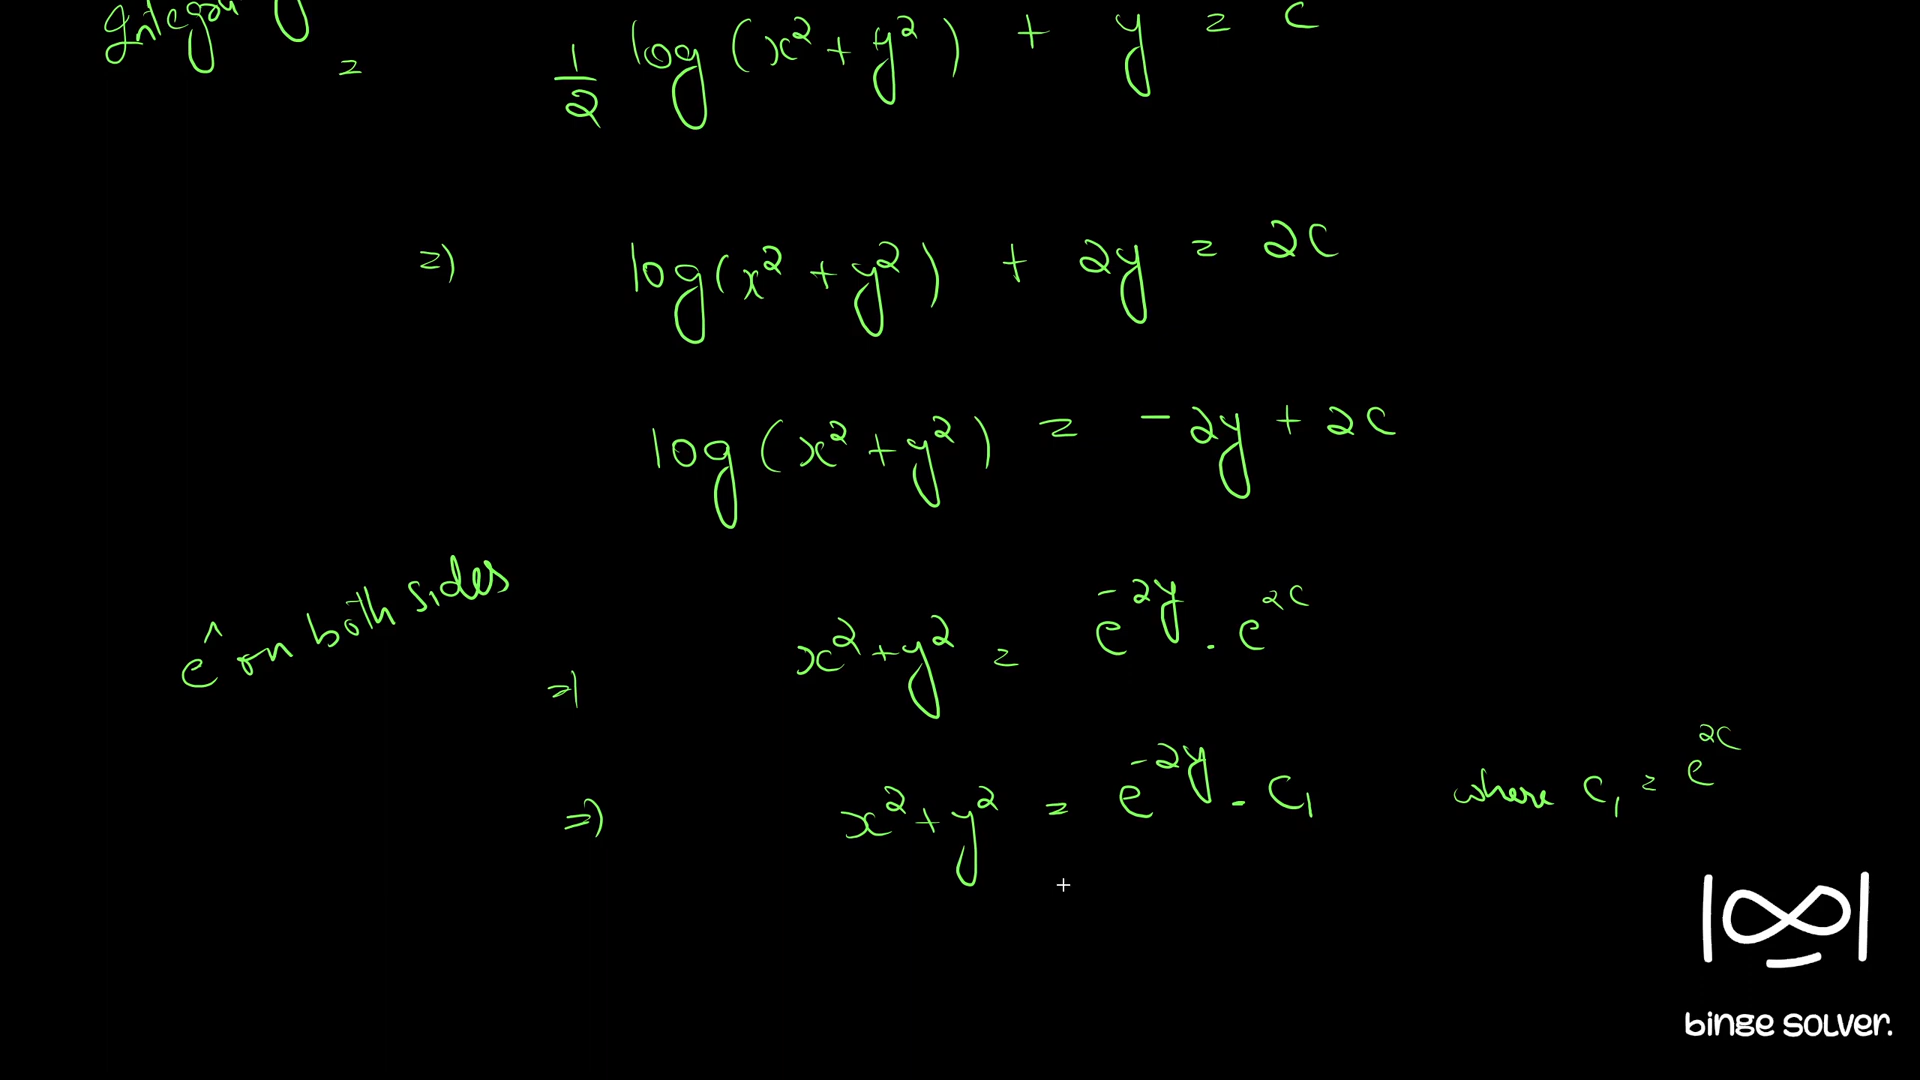 = 1/2 log (x² + y²) + y = c
=) log(x² + y²) + 2y = 2c
log (x² + y²) = -2y + 2c
e^ on both sides
=) x² + y² = e^-2y . e^2c
=) x² + y² = e^-2y . c₁ where c₁ = e^2c
binge solver.